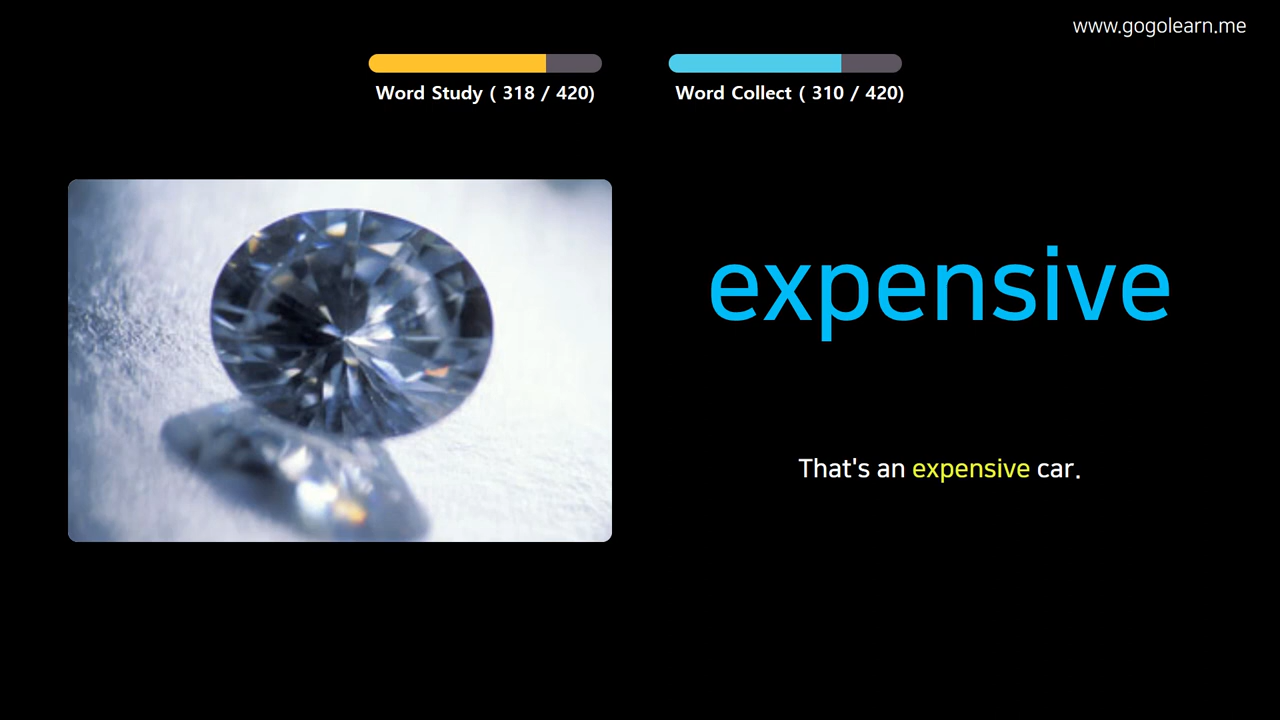 www.gogolearn.me
Word Study ( 318 / 420)
Word Collect ( 310 / 420)
expensive
That's an expensive car.